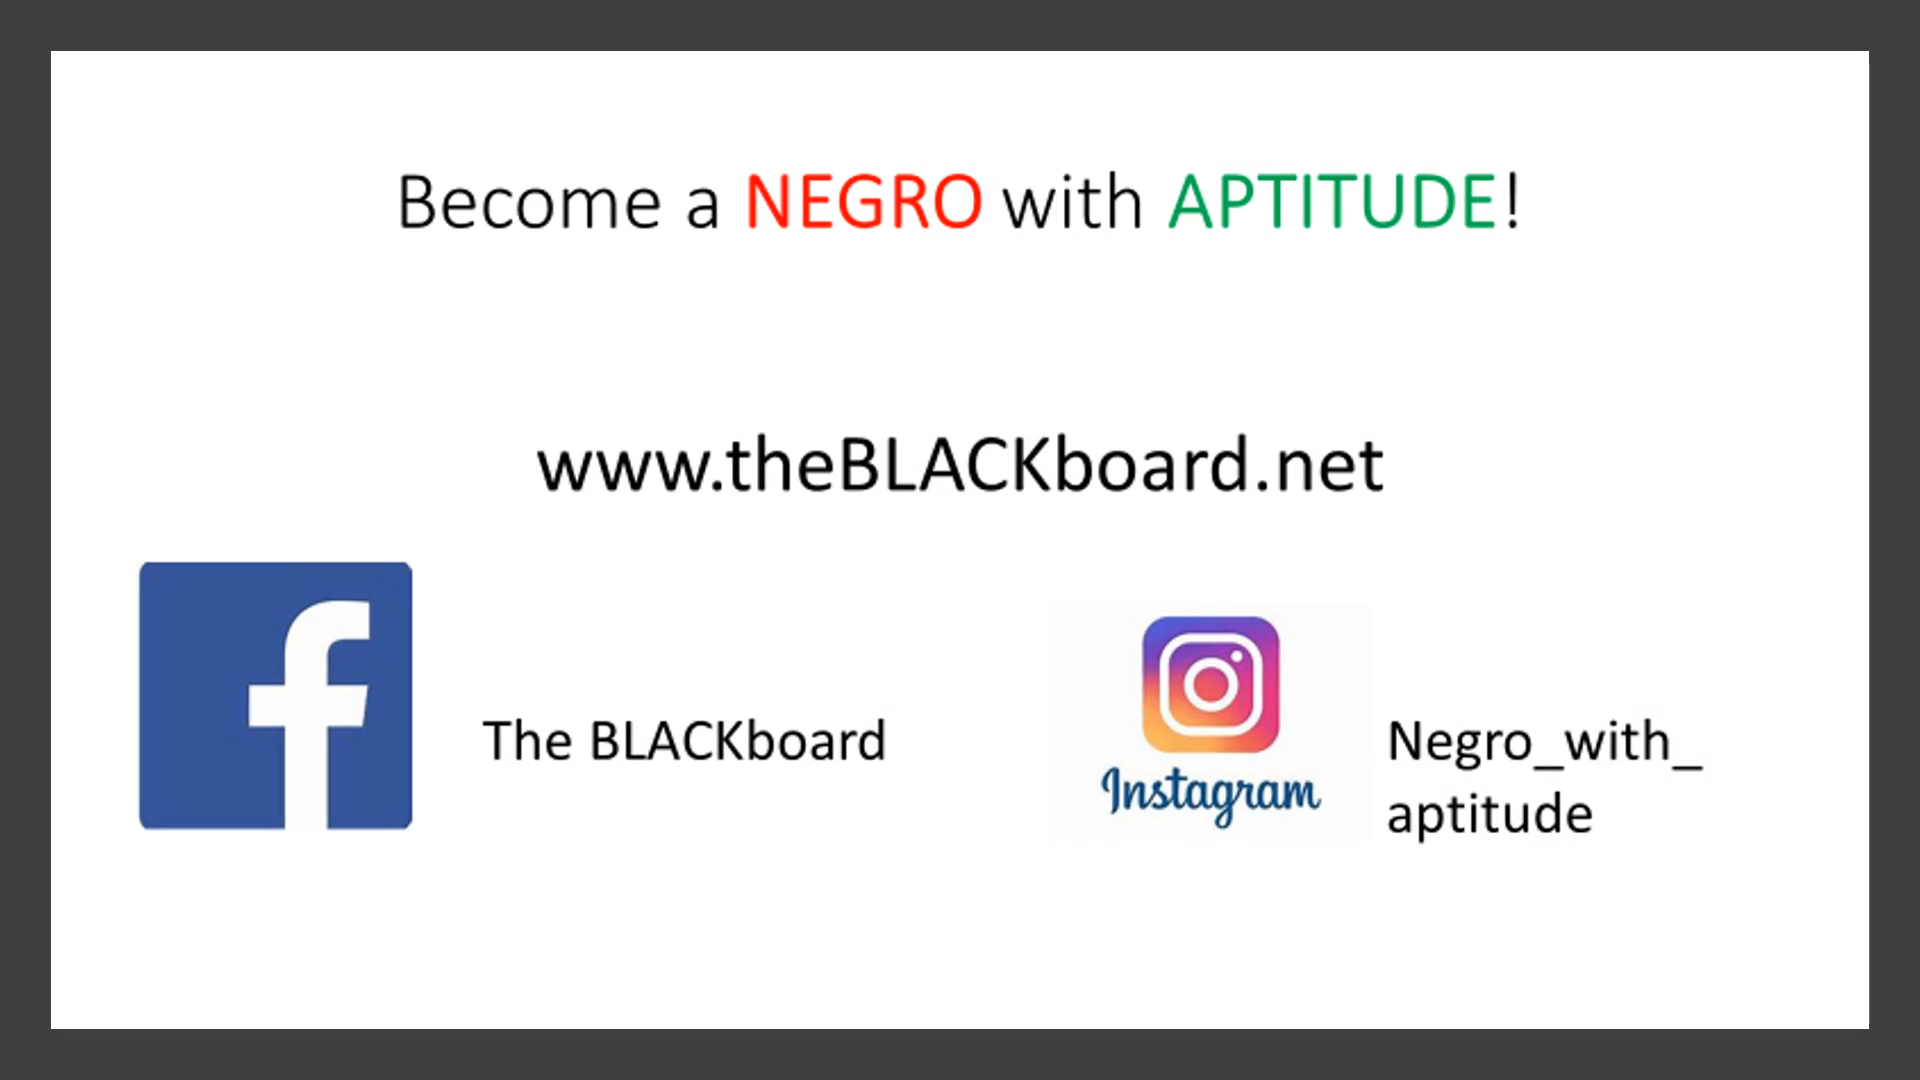 Become a NEGRO with APTITUDE!
www.theBLACKboard.net
The BLACKboard
Instagram
Negro_with_
aptitude